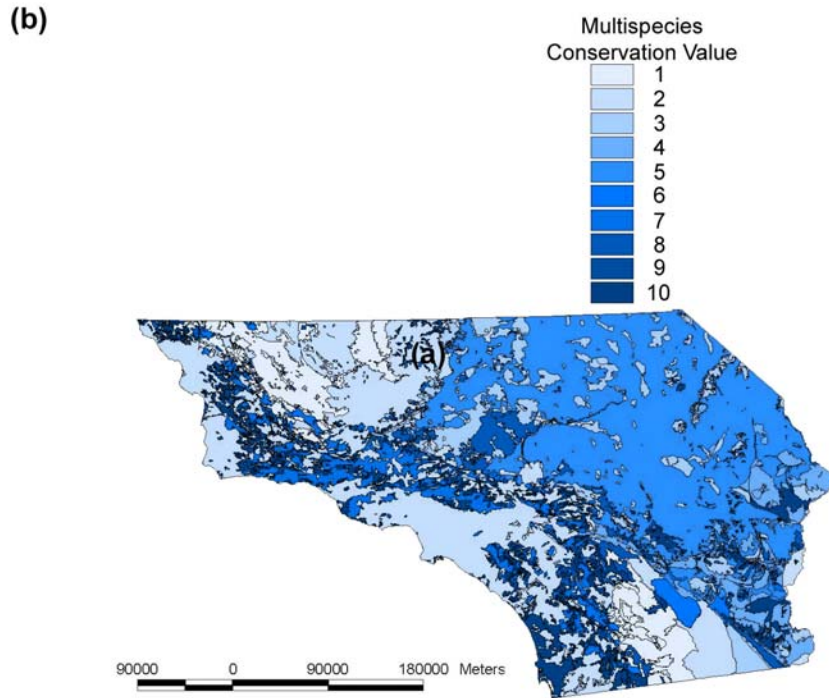 (b)
Multispecies
Conservation Value
1
2
3
4
5
6
7
8
9
10
(a)
90000 0 90000 180000 Meters